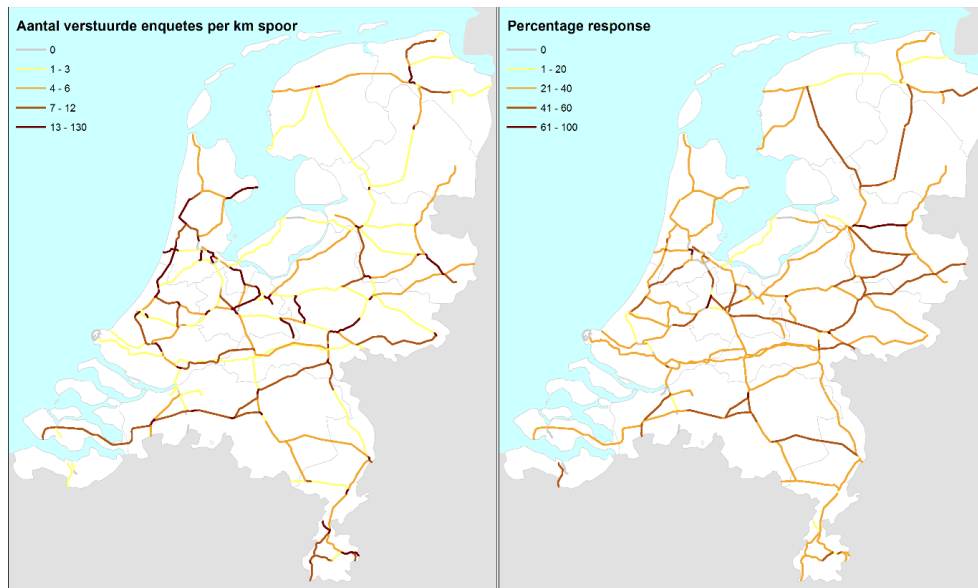 Aantal verstuurde enquetes per km spoor
0
1 - 3
4 - 6
7 - 12
13 - 130
Percentage response
0
1 - 20
21 - 40
41 - 60
61 - 100